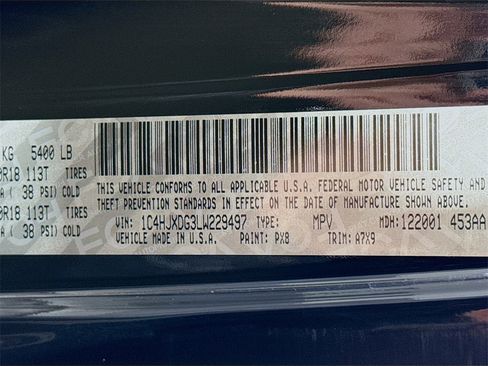 KG 5400 LB
0R18 113T TIRES
A ( 38 PSI) COLD
0R18 113T TIRES
A ( 38 PSI) COLD
THIS VEHICLE CONFORMS TO ALL APPLICABLE U.S.A. FEDERAL MOTOR VEHICLE SAFETY AND
THEFT PREVENTION STANDARDS IN EFFECT ON THE DATE OF MANUFACTURE SHOWN ABOVE.
VIN: 1C4HJXDG3LW229497 TYPE: MPV MDH: 122001 453AA
VEHICLE MADE IN U.S.A. PAINT: PX8 TRIM: A7X9